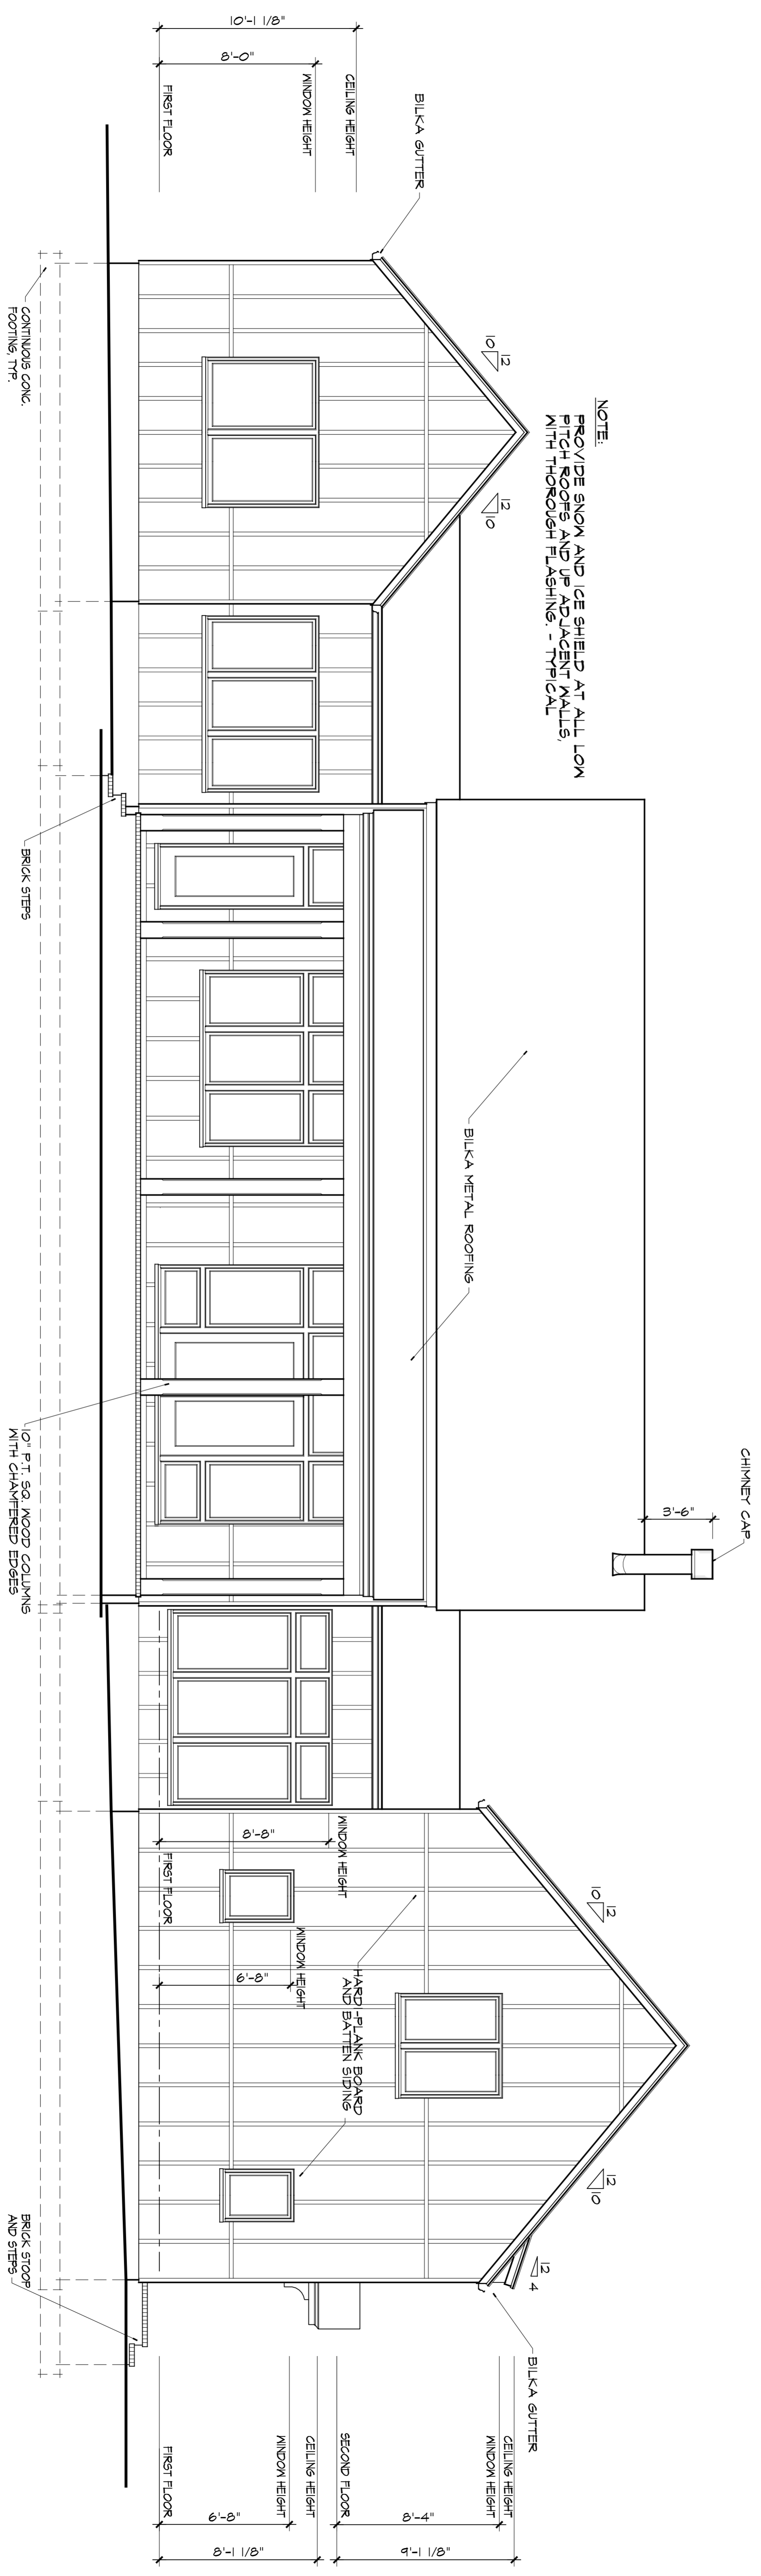 10'-1 1/8"
8'-0"
CEILING HEIGHT
WINDOW HEIGHT
FIRST FLOOR
BILKA GUTTER
CONTINUOUS CONC.
FOOTING, TYP.
10
12
12
10
NOTE:
PROVIDE SNOW AND ICE SHIELD AT ALL LOW
PITCH ROOFS AND UP ADJACENT WALLS,
WITH THOROUGH FLASHING. - TYPICAL
BRICK STEPS
BILKA METAL ROOFING
10" P.T. SQ. WOOD COLUMNS
WITH CHAMFERED EDGES
CHIMNEY CAP
3'-6"
WINDOW HEIGHT
8'-8"
FIRST FLOOR
WINDOW HEIGHT
6'-8"
HARDI-PLANK BOARD
AND BATTEN SIDING
10
12
12
10
12
4
BRICK STOOP
AND STEPS
BILKA GUTTER
CEILING HEIGHT
WINDOW HEIGHT
SECOND FLOOR
CEILING HEIGHT
WINDOW HEIGHT
FIRST FLOOR
8'-4"
6'-8"
9'-1 1/8"
8'-1 1/8"